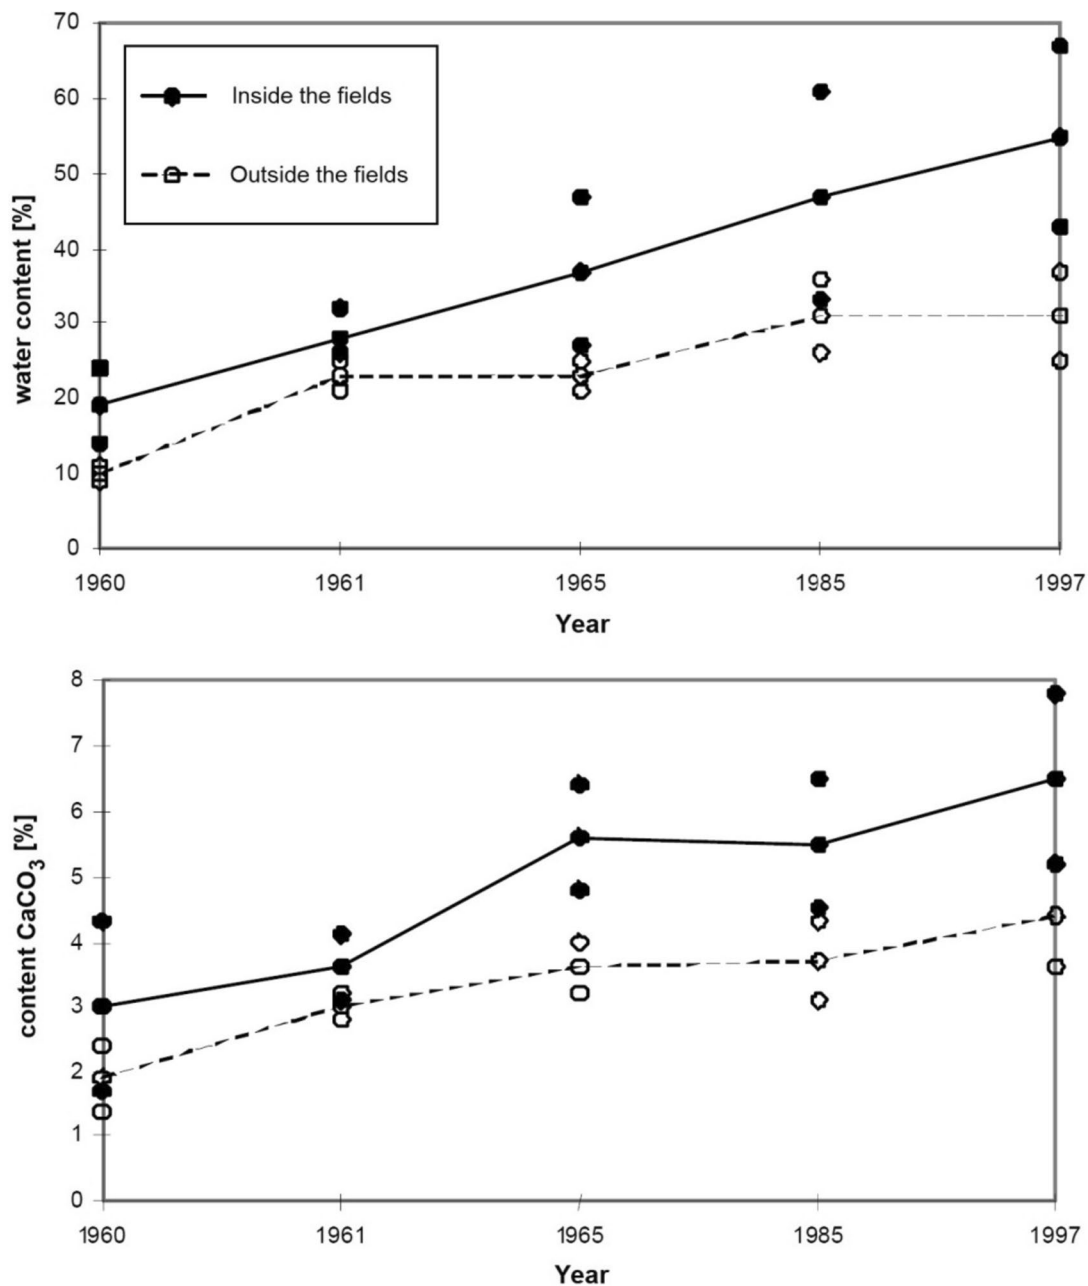 70
60
50
40
30
20
10
0
water content [%]
Inside the fields
Outside the fields
1960 1961 1965 1985 1997
Year
8
7
6
5
4
3
2
1
0
content CaCO₃ [%]
1960 1961 1965 1985 1997
Year